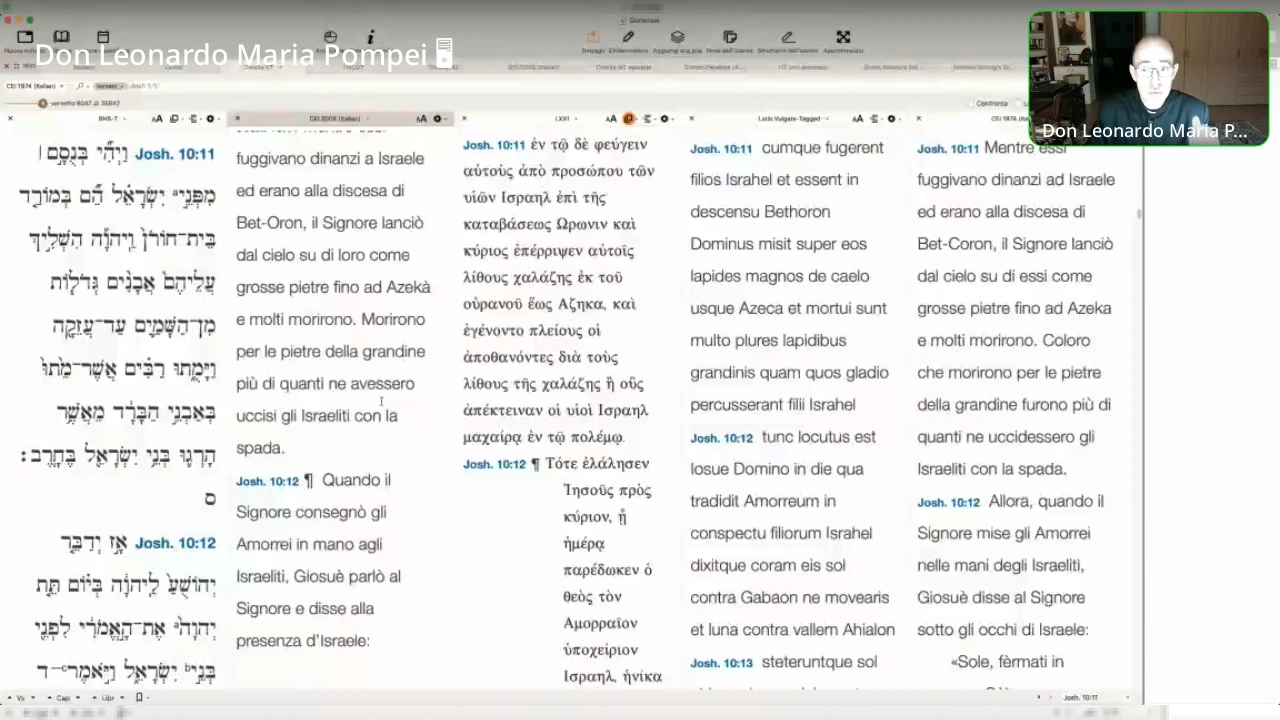 Don Leonardo Maria Pompei
Josh. 10:11 וַיְהִ֞י בְּנֻסָ֣ם ׀
מִפְּנֵ֣י יִשְׂרָאֵ֗ל הֵ֞ם בְּמוֹרַ֤ד
בֵּית־חוֹרֹן֙ וַֽיהוָ֡ה הִשְׁלִ֣יךְ
עֲלֵיהֶם֩ אֲבָנִ֨ים גְּדֹל֧וֹת
מִן־הַשָּׁמַ֛יִם עַד־עֲזֵקָ֖ה
וַיָּמֻ֑תוּ רַבִּ֗ים אֲשֶׁר־מֵ֙תוּ֙
בְּאַבְנֵ֣י הַבָּרָ֔ד מֵאֲשֶׁ֥ר
הָרְג֛וּ בְּנֵ֥י יִשְׂרָאֵ֖ל בֶּחָֽרֶב׃
ס
Josh. 10:12 אָ֣ז יְדַבֵּ֤ר
יְהוֹשֻׁ֙עַ֙ לַֽיהוָ֔ה בְּי֗וֹם תֵּ֤ת
יְהוָה֙ אֶת־הָ֣אֱמֹרִ֔י לִפְנֵ֖י
בְּנֵ֣י יִשְׂרָאֵ֑ל וַיֹּ֣אמֶר ׀
CEI 2008 (Italian)
fuggivano dinanzi a Israele
ed erano alla discesa di
Bet-Oron, il Signore lanciò
dal cielo su di loro come
grosse pietre fino ad Azekà
e molti morirono. Morirono
per le pietre della grandine
più di quanti ne avessero
uccisi gli Israeliti con la
spada.
Josh. 10:12 ¶ Quando il
Signore consegnò gli
Amorrei in mano agli
Israeliti, Giosuè parlò al
Signore e disse alla
presenza d'Israele:
LXX1
Josh. 10:11 ἐν τῷ δὲ φεύγειν
αὐτοὺς ἀπὸ προσώπου τῶν
υἱῶν Ισραηλ ἐπὶ τῆς
καταβάσεως Ωρωνιν καὶ
κύριος ἐπέρριψεν αὐτοῖς
λίθους χαλάζης ἐκ τοῦ
οὐρανοῦ ἕως Αζηκα, καὶ
ἐγένοντο πλείους οἱ
ἀποθανόντες διὰ τοὺς
λίθους τῆς χαλάζης ἢ οὓς
ἀπέκτειναν οἱ υἱοὶ Ισραηλ
μαχαίρᾳ ἐν τῷ πολέμῳ.
Josh. 10:12 ¶ Τότε ἐλάλησεν
Ἰησοῦς πρὸς
κύριον, ᾗ
ἡμέρᾳ
παρέδωκεν ὁ
θεὸς τὸν
Αμορραῖον
ὑποχείριον
Ισραηλ, ἡνίκα
Latin Vulgate-Tagged
Josh. 10:11 cumque fugerent
filios Israhel et essent in
descensu Bethoron
Dominus misit super eos
lapides magnos de caelo
usque Azeca et mortui sunt
multo plures lapidibus
grandinis quam quos gladio
percusserant filii Israhel
Josh. 10:12 tunc locutus est
Iosue Domino in die qua
tradidit Amorreum in
conspectu filiorum Israhel
dixitque coram eis sol
contra Gabaon ne movearis
et luna contra vallem Ahialon
Josh. 10:13 steteruntque sol
Josh. 10:11 Mentre essi
fuggivano dinanzi ad Israele
ed erano alla discesa di
Bet-Coron, il Signore lanciò
dal cielo su di essi come
grosse pietre fino ad Azeka
e molti morirono. Coloro
che morirono per le pietre
della grandine furono più di
quanti ne uccidessero gli
Israeliti con la spada.
Josh. 10:12 Allora, quando il
Signore mise gli Amorrei
nelle mani degli Israeliti,
Giosuè disse al Signore
sotto gli occhi di Israele:
«Sole, fèrmati in
Josh. 10:11
Don Leonardo Maria P...